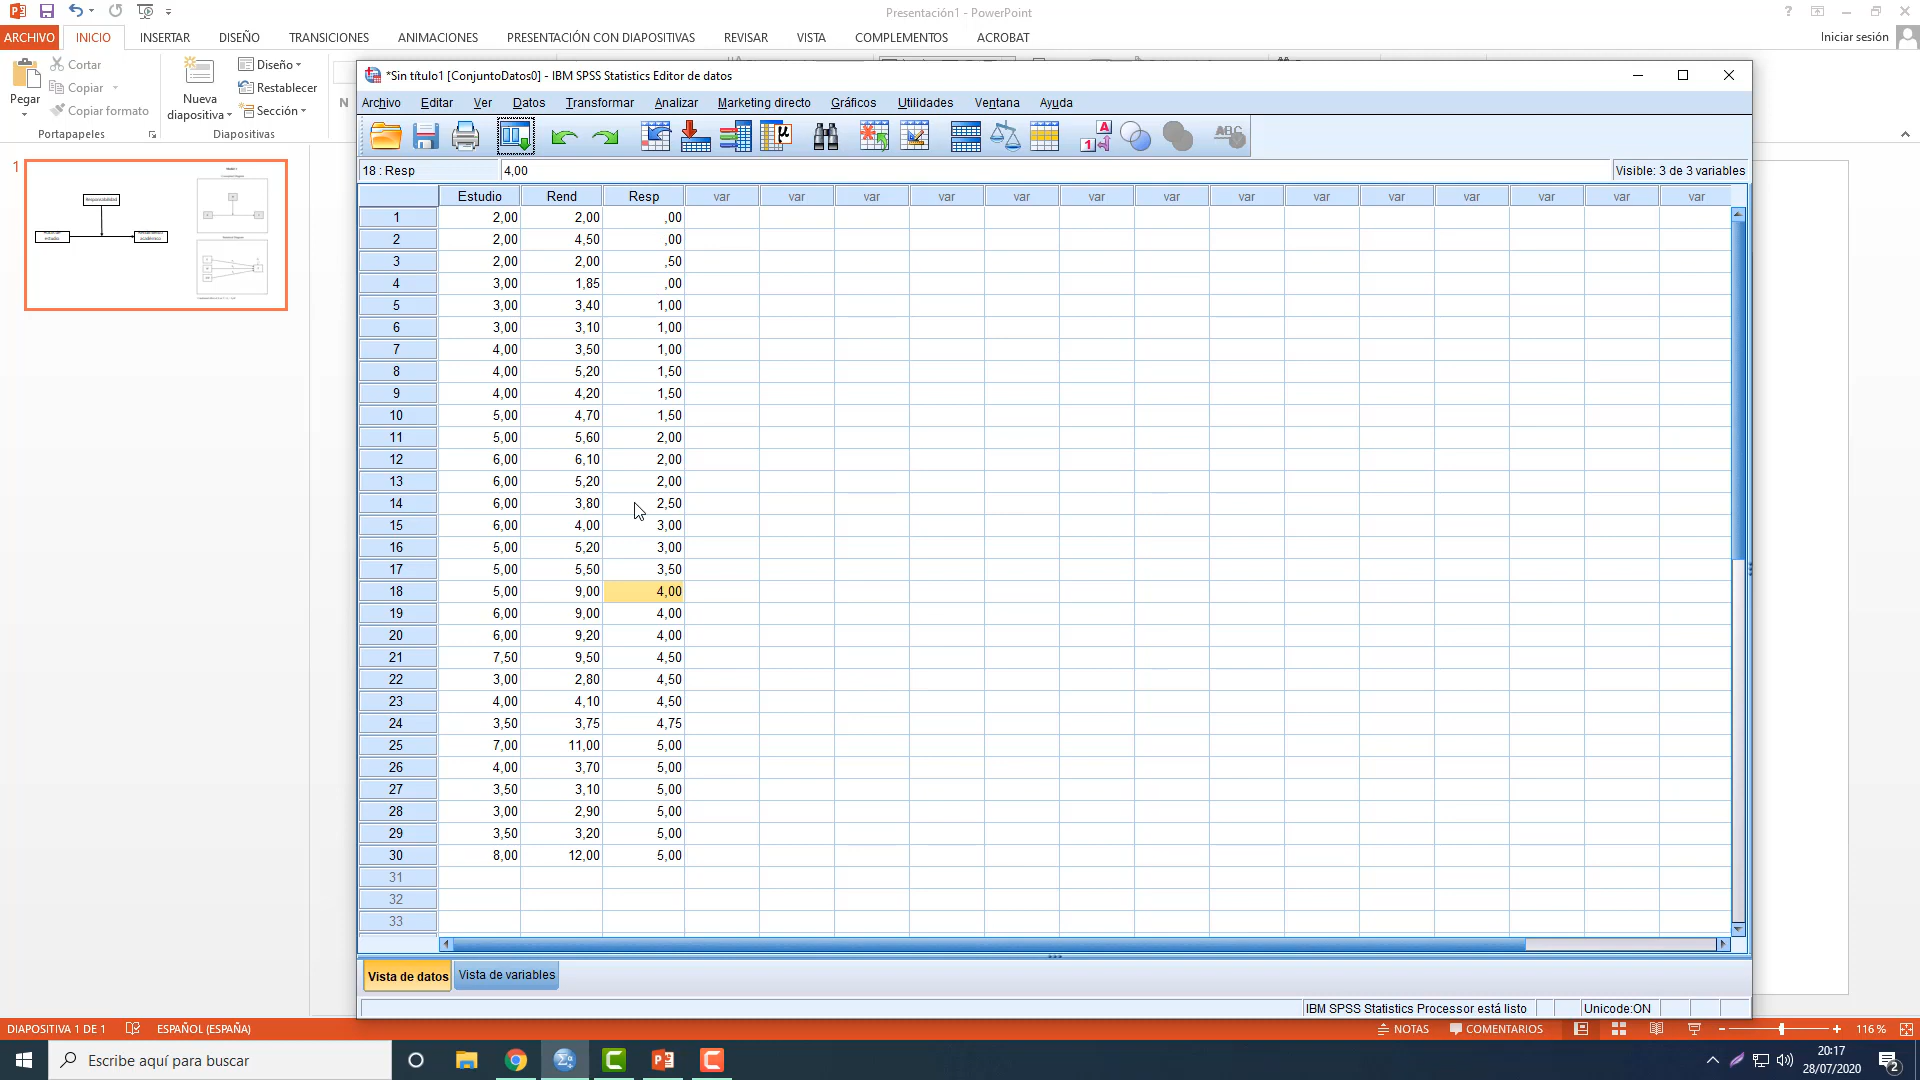 Presentación1 - PowerPoint
ARCHIVO INICIO INSERTAR DISEÑO TRANSICIONES ANIMACIONES PRESENTACIÓN CON DIAPOSITIVAS REVISAR VISTA COMPLEMENTOS ACROBAT Iniciar sesión
Pegar
Cortar
Copiar
Copiar formato
Portapapeles
Nueva
diapositiva
Diseño
Restablecer
Sección
Diapositivas
N
1
Responsabilidad
estudio
académico
*Sin título1 [ConjuntoDatos0] - IBM SPSS Statistics Editor de datos
Archivo Editar Ver Datos Transformar Analizar Marketing directo Gráficos Utilidades Ventana Ayuda
18 : Resp 4,00 Visible: 3 de 3 variables
Estudio Rend Resp var var var var var var var var var var var var var var
1 2,00 2,00 ,00
2 2,00 4,50 ,00
3 2,00 2,00 ,50
4 3,00 1,85 ,00
5 3,00 3,40 1,00
6 3,00 3,10 1,00
7 4,00 3,50 1,00
8 4,00 5,20 1,50
9 4,00 4,20 1,50
10 5,00 4,70 1,50
11 5,00 5,60 2,00
12 6,00 6,10 2,00
13 6,00 5,20 2,00
14 6,00 3,80 2,50
15 6,00 4,00 3,00
16 5,00 5,20 3,00
17 5,00 5,50 3,50
18 5,00 9,00 4,00
19 6,00 9,00 4,00
20 6,00 9,20 4,00
21 7,50 9,50 4,50
22 3,00 2,80 4,50
23 4,00 4,10 4,50
24 3,50 3,75 4,75
25 7,00 11,00 5,00
26 4,00 3,70 5,00
27 3,50 3,10 5,00
28 3,00 2,90 5,00
29 3,50 3,20 5,00
30 8,00 12,00 5,00
31
32
33
Vista de datos Vista de variables
IBM SPSS Statistics Processor está listo Unicode:ON
DIAPOSITIVA 1 DE 1 ESPAÑOL (ESPAÑA) NOTAS COMENTARIOS 116 %
Escribe aquí para buscar
20:17
28/07/2020
2